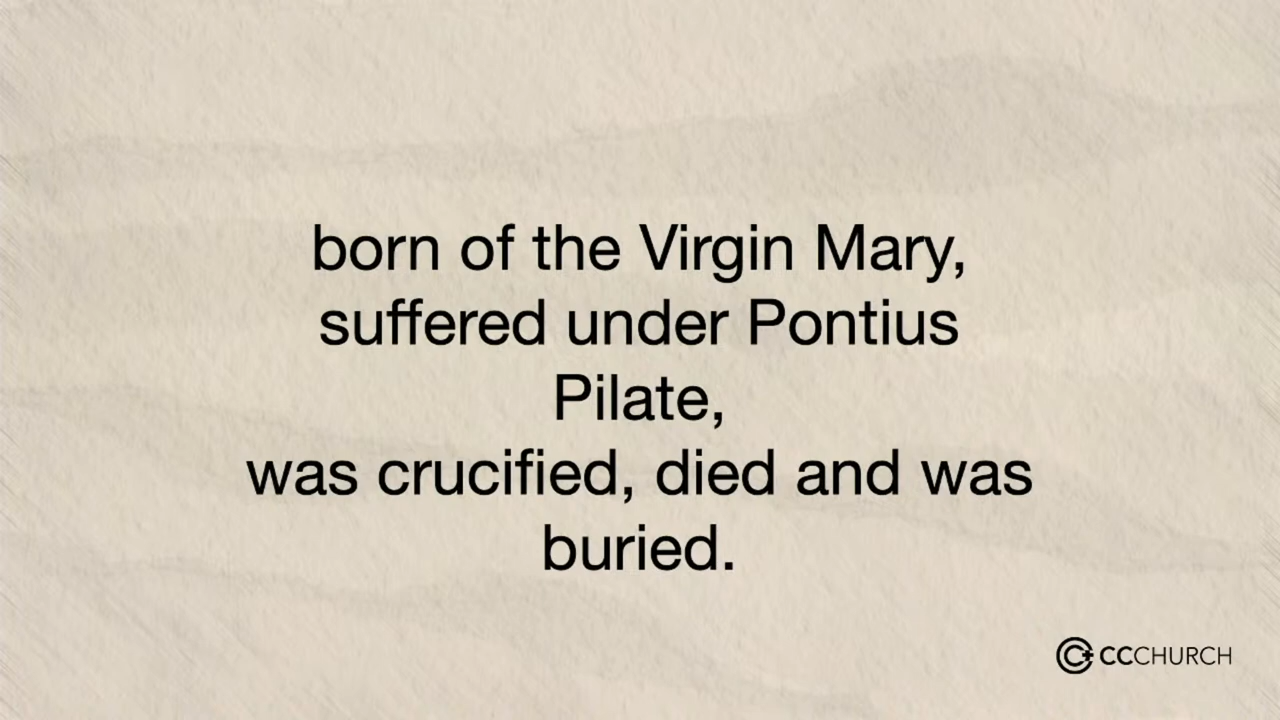 born of the Virgin Mary,
suffered under Pontius
Pilate,
was crucified, died and was
buried.
CCCHURCH